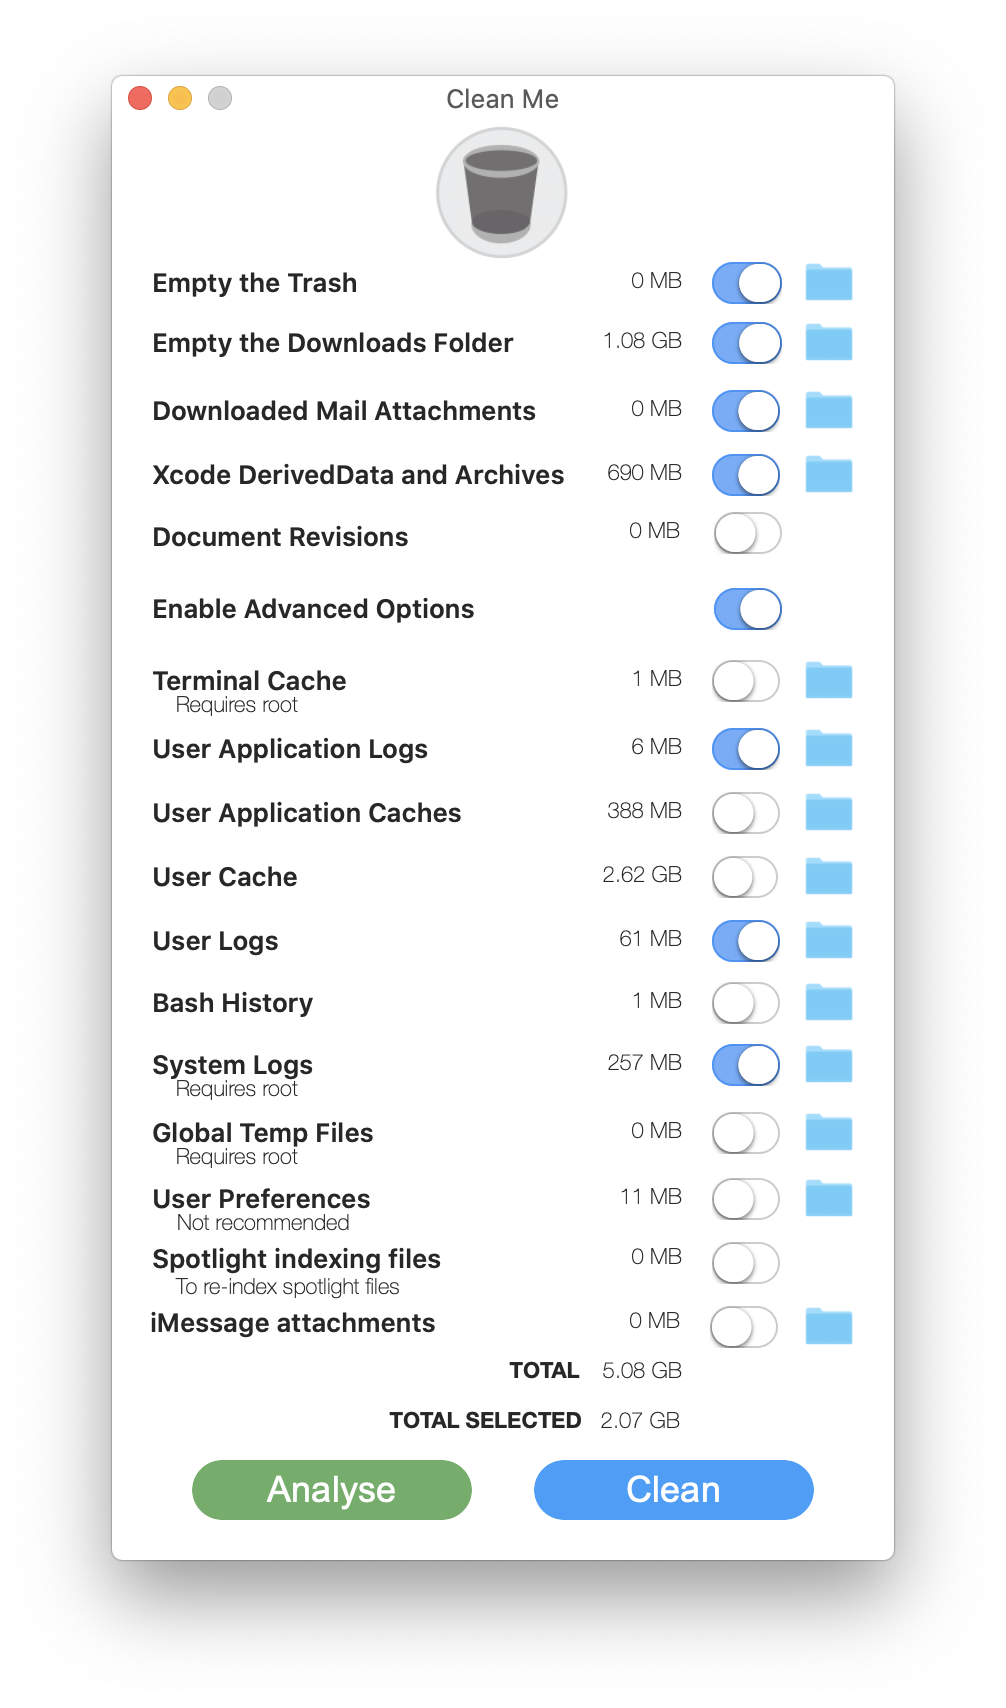 Clean Me
Empty the Trash 0 MB
Empty the Downloads Folder 1.08 GB
Downloaded Mail Attachments 0 MB
Xcode DerivedData and Archives 690 MB
Document Revisions 0 MB
Enable Advanced Options
Terminal Cache 1 MB
Requires root
User Application Logs 6 MB
User Application Caches 388 MB
User Cache 2.62 GB
User Logs 61 MB
Bash History 1 MB
System Logs 257 MB
Requires root
Global Temp Files 0 MB
Requires root
User Preferences 11 MB
Not recommended
Spotlight indexing files 0 MB
To re-index spotlight files
iMessage attachments 0 MB
TOTAL 5.08 GB
TOTAL SELECTED 2.07 GB
Analyse Clean